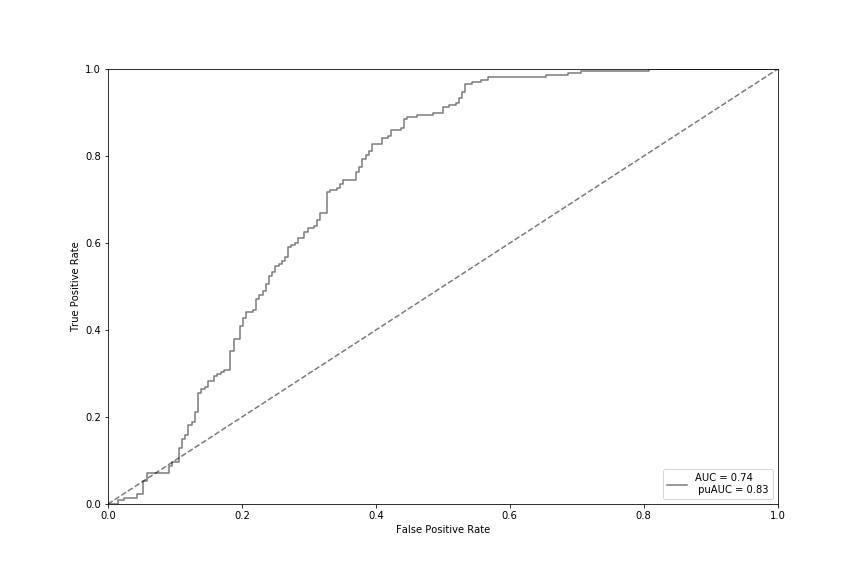 1.0
0.8
0.6
0.4
0.2
0.0
True Positive Rate
0.0 0.2 0.4 0.6 0.8 1.0
False Positive Rate
AUC = 0.74
puAUC = 0.83